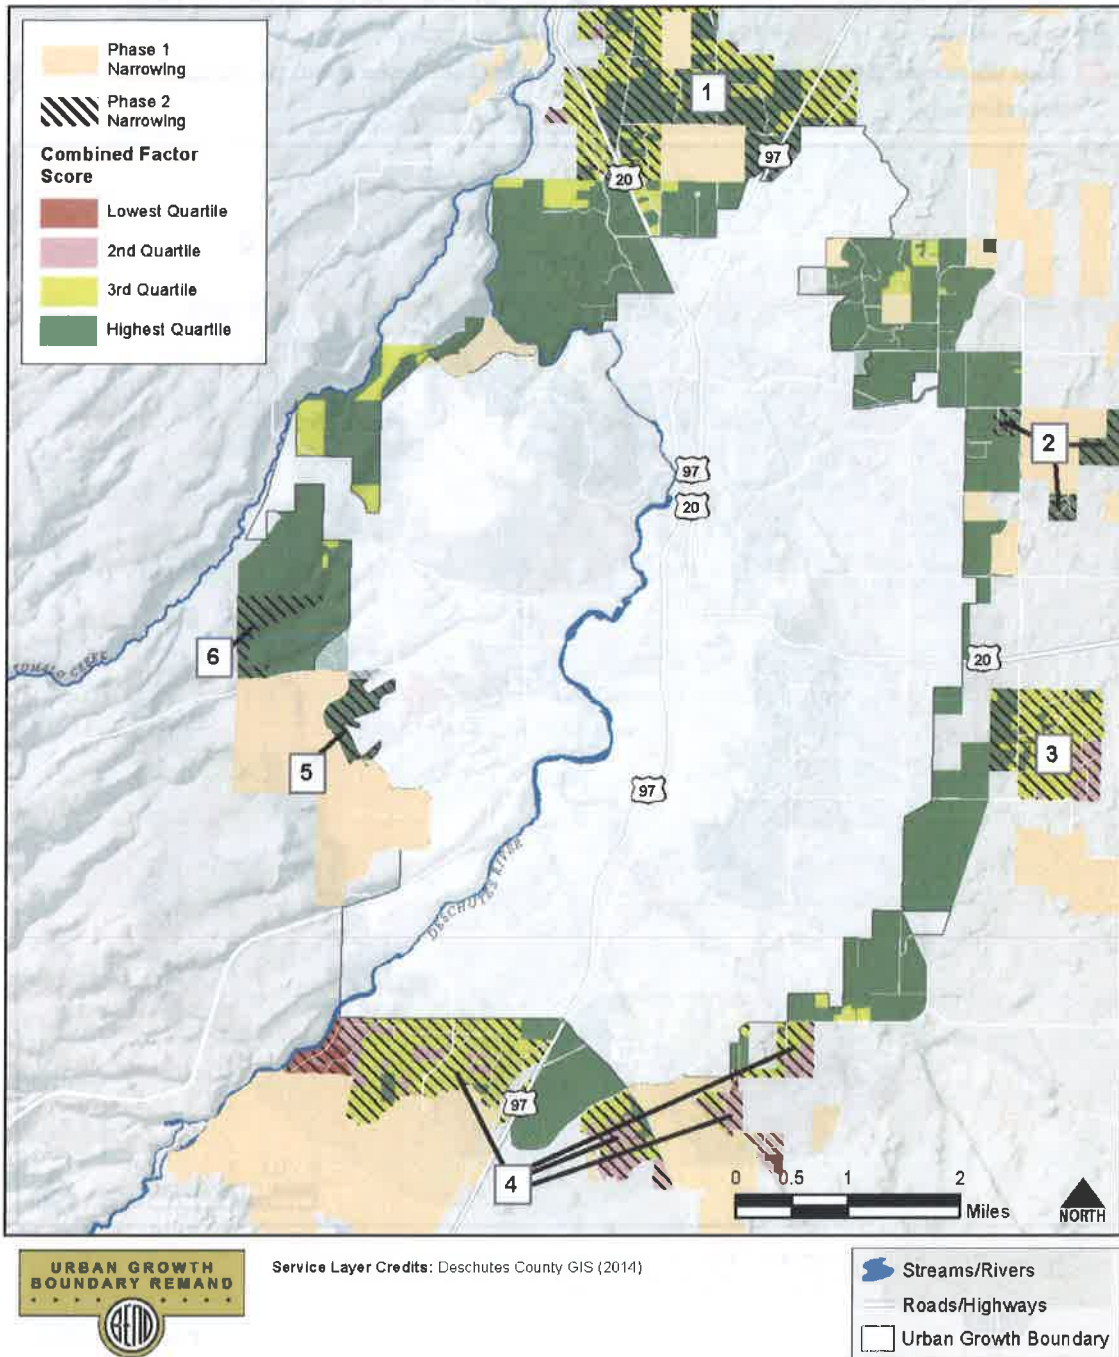 Phase 1
Narrowing
Phase 2
Narrowing
Combined Factor
Score
Lowest Quartile
2nd Quartile
3rd Quartile
Highest Quartile
1
97
20
2
97
20
6
TUMALO CREEK
20
5
3
97
DESCHUTES RIVER
97
4
0 0.5 1 2
Miles
NORTH
URBAN GROWTH
BOUNDARY REMAND
BEND
Service Layer Credits: Deschutes County GIS (2014)
Streams/Rivers
Roads/Highways
Urban Growth Boundary